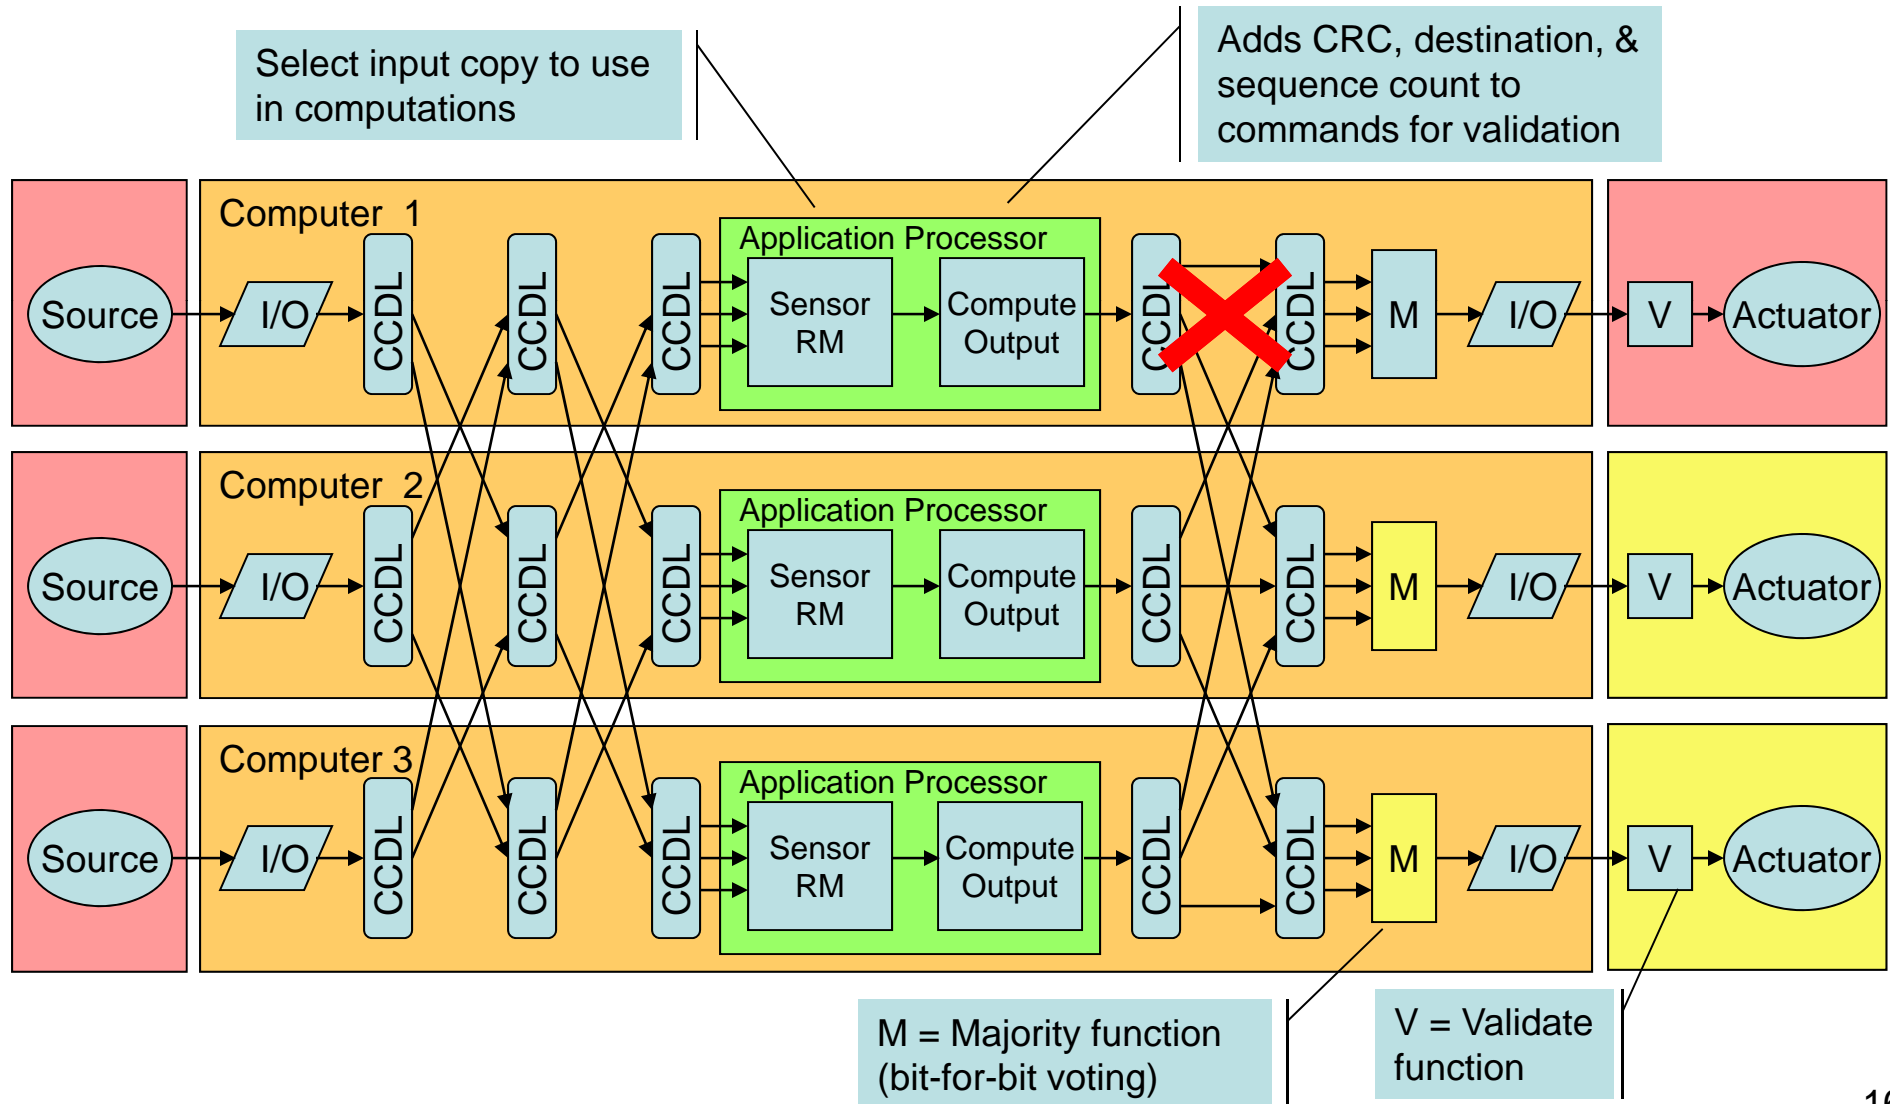 Select input copy to use
in computations
Adds CRC, destination, &
sequence count to
commands for validation
Computer 1
Source
I/O
CCDL
CCDL
CCDL
Application Processor
Sensor
RM
Compute
Output
CCDL
CCDL
M
I/O
V
Actuator
Computer 2
Source
I/O
CCDL
CCDL
CCDL
Application Processor
Sensor
RM
Compute
Output
CCDL
CCDL
M
I/O
V
Actuator
Computer 3
Source
I/O
CCDL
CCDL
CCDL
Application Processor
Sensor
RM
Compute
Output
CCDL
CCDL
M
I/O
V
Actuator
M = Majority function
(bit-for-bit voting)
V = Validate
function